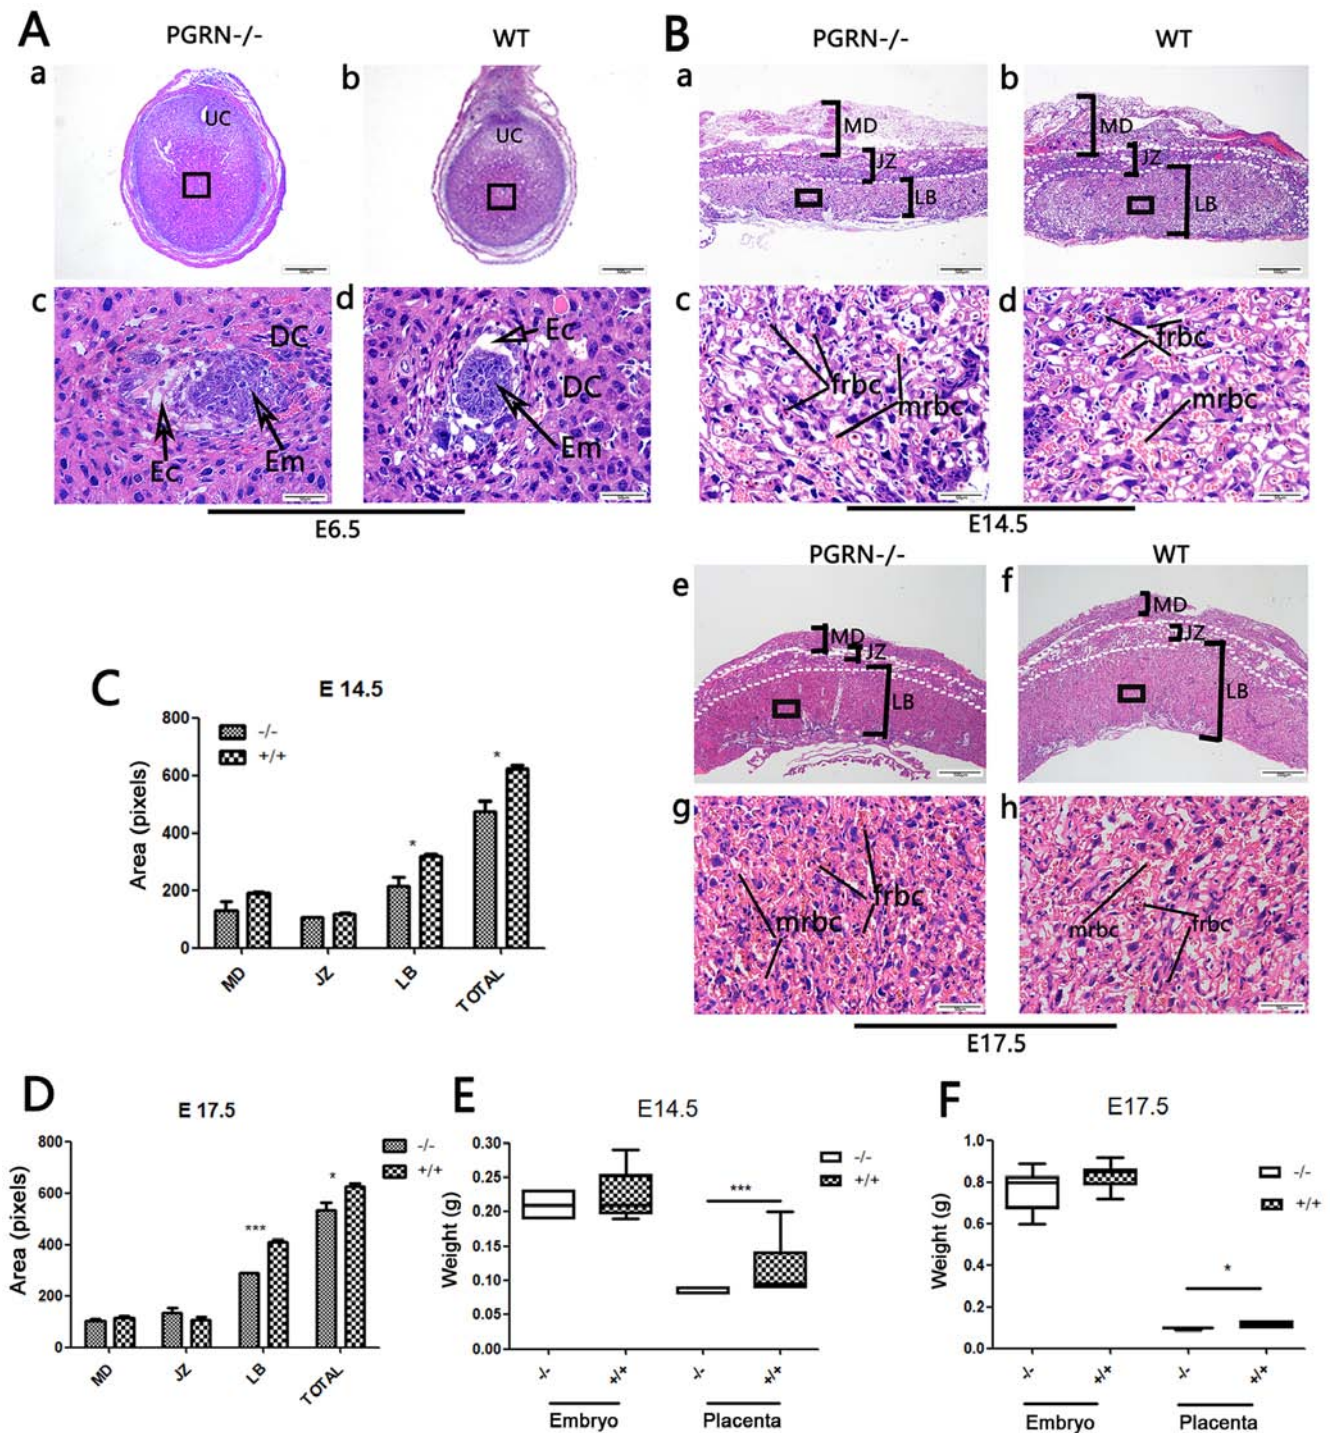 A
PGRN-/-
WT
a
UC
b
UC
c
DC
Ec
Em
d
Ec
DC
Em
E6.5
B
PGRN-/-
WT
a
MD
JZ
LB
b
MD
JZ
LB
c
frbc
mrbc
d
frbc
mrbc
E14.5
PGRN-/-
WT
e
MD
JZ
LB
f
MD
JZ
LB
g
frbc
mrbc
h
mrbc
frbc
E17.5
C
E 14.5
-/-
+/+
Area (pixels)
800
600
400
200
0
*
*
MD
JZ
LB
TOTAL
D
E 17.5
-/-
+/+
Area (pixels)
800
600
400
200
0
***
*
MD
JZ
LB
TOTAL
E
E14.5
-/-
+/+
Weight (g)
0.30
0.25
0.20
0.15
0.10
0.05
0.00
***
-/-
+/+
-/-
+/+
Embryo
Placenta
F
E17.5
-/-
+/+
Weight (g)
1.0
0.8
0.6
0.4
0.2
0.0
*
-/-
+/+
-/-
+/+
Embryo
Placenta